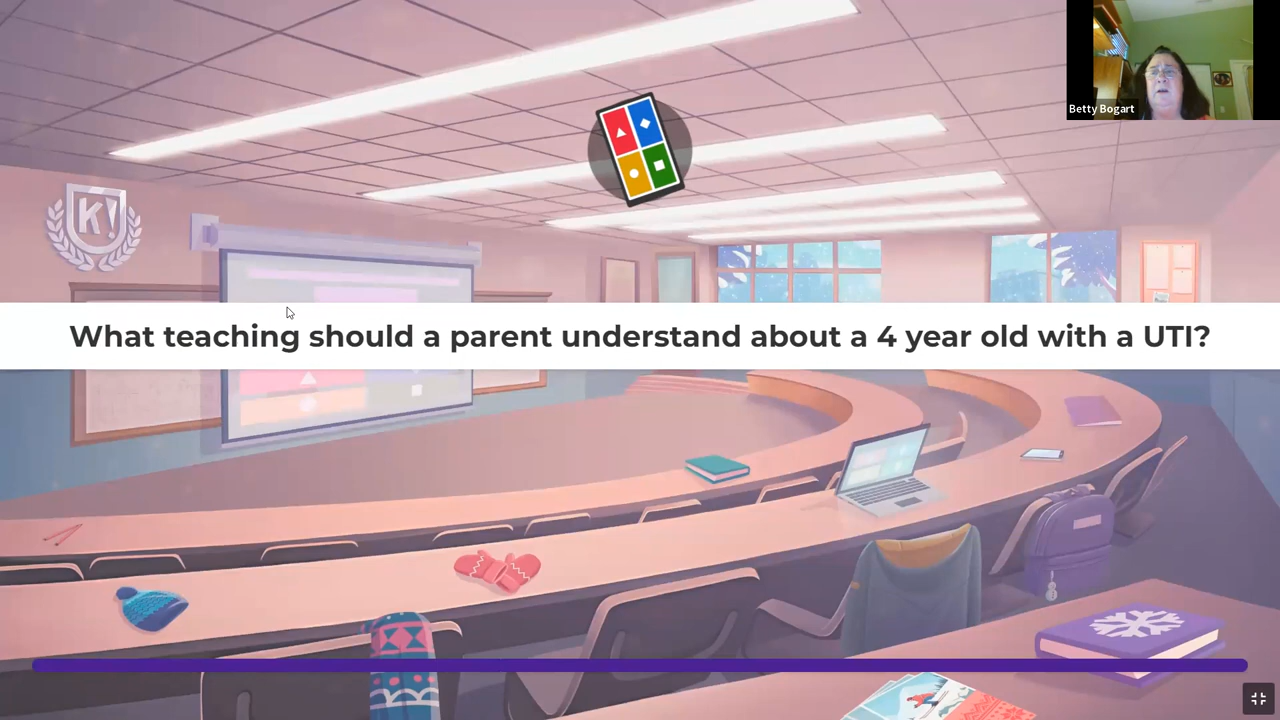 Betty Bogart
K!
What teaching should a parent understand about a 4 year old with a UTI?